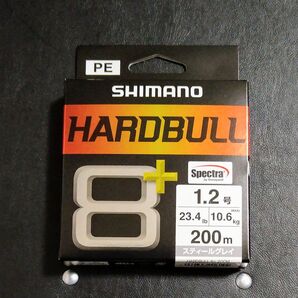 PE
SHIMANO
HARDBULL
8+
Spectra
1.2号
23.4lb 10.6kg
200m
スティールグレイ